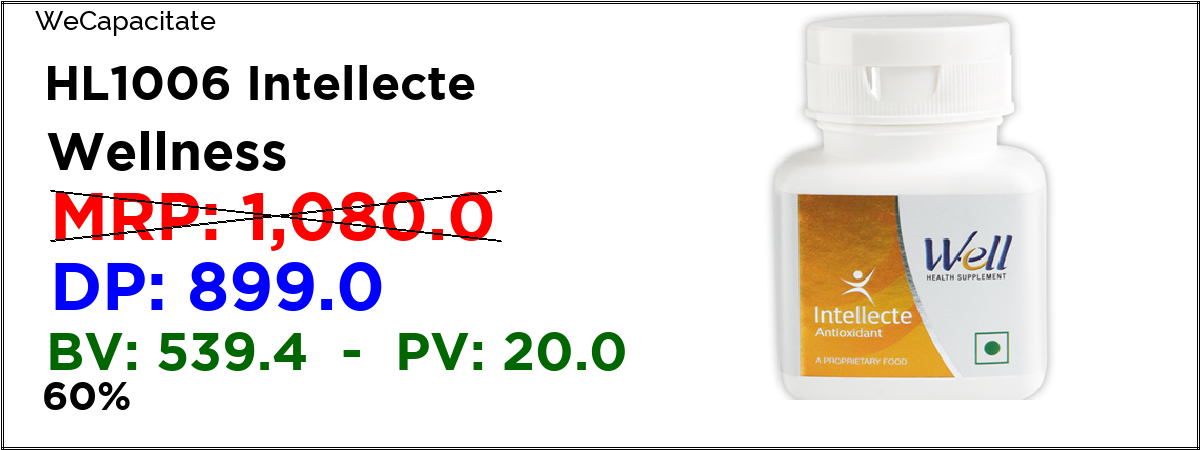 WeCapacitate
HL1006 Intellecte
Wellness
MRP: 1,080.0
DP: 899.0
BV: 539.4 - PV: 20.0
60%
Well
HEALTH SUPPLEMENT
Intellecte
Antioxidant
A PROPRIETARY FOOD